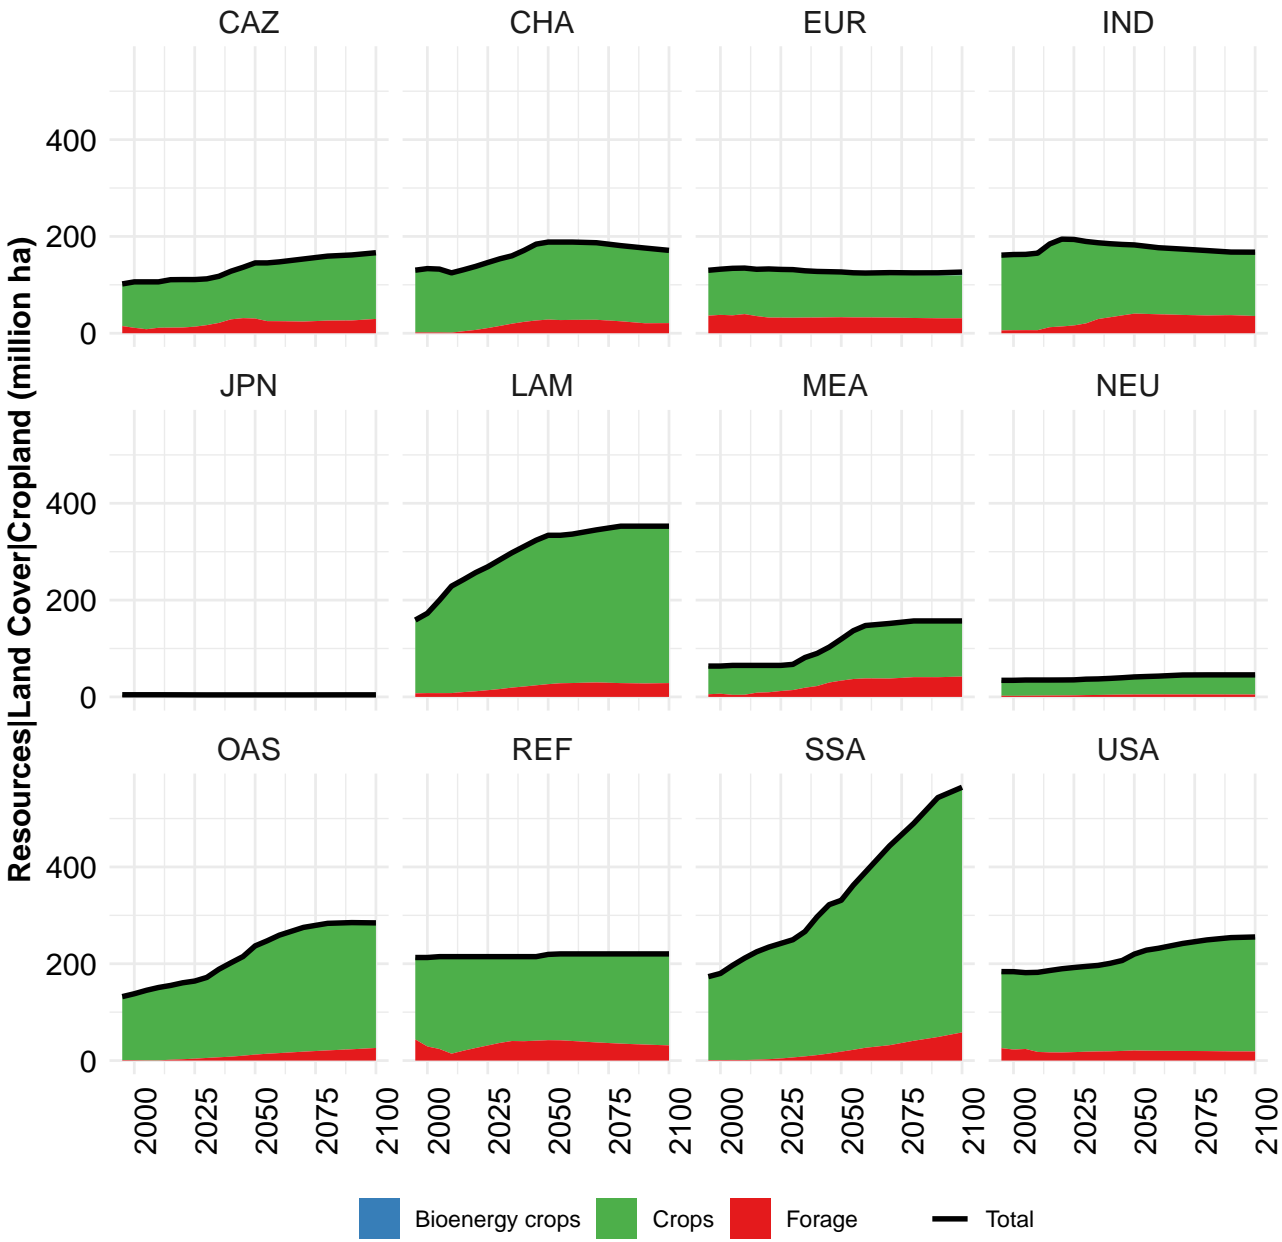 CAZ CHA EUR IND
400
200
0
JPN LAM MEA NEU
400
200
0
OAS REF SSA USA
400
200
0
Resources|Land Cover|Cropland (million ha)
2000 2025 2050 2075 2100 2000 2025 2050 2075 2100 2000 2025 2050 2075 2100 2000 2025 2050 2075 2100
Bioenergy crops Crops Forage Total